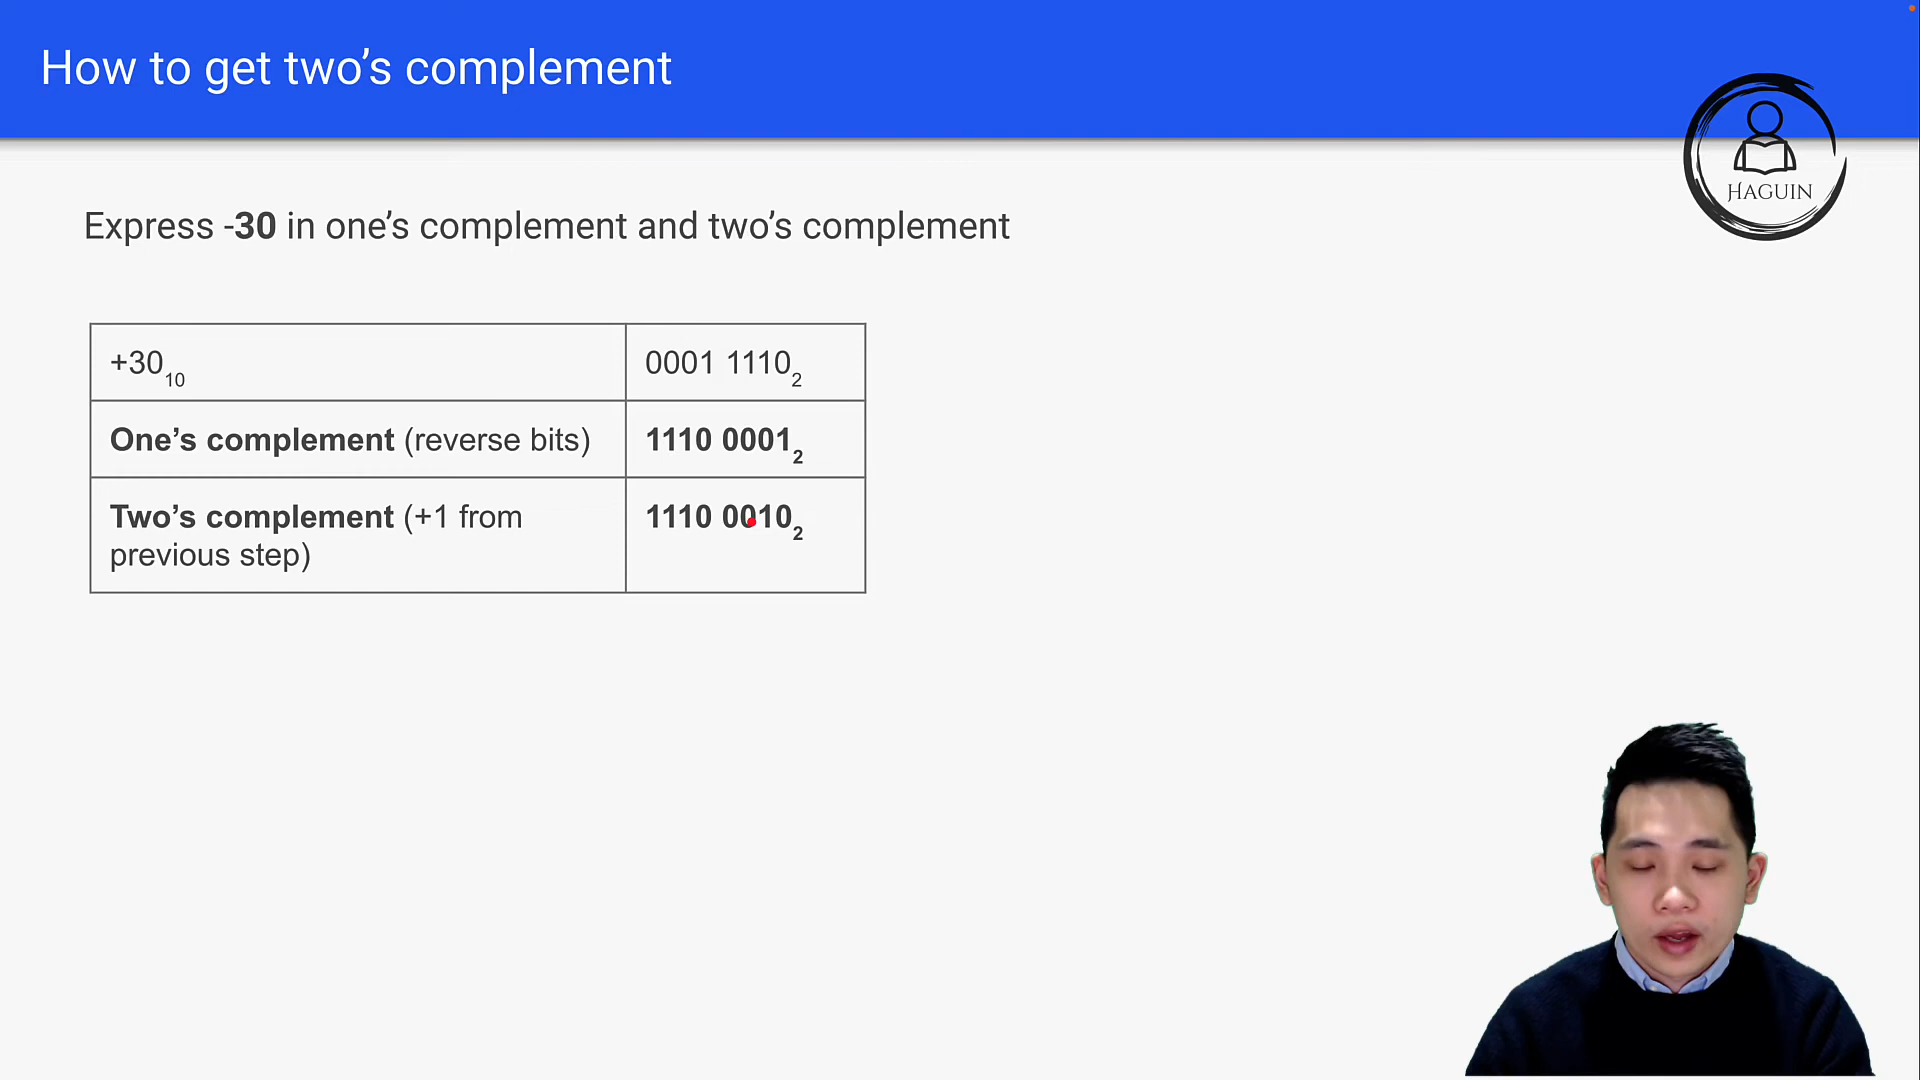 How to get two’s complement
HAGUIN
Express -30 in one’s complement and two’s complement
+30₁₀ 0001 1110₂
One’s complement (reverse bits) 1110 0001₂
Two’s complement (+1 from 1110 0010₂
previous step)